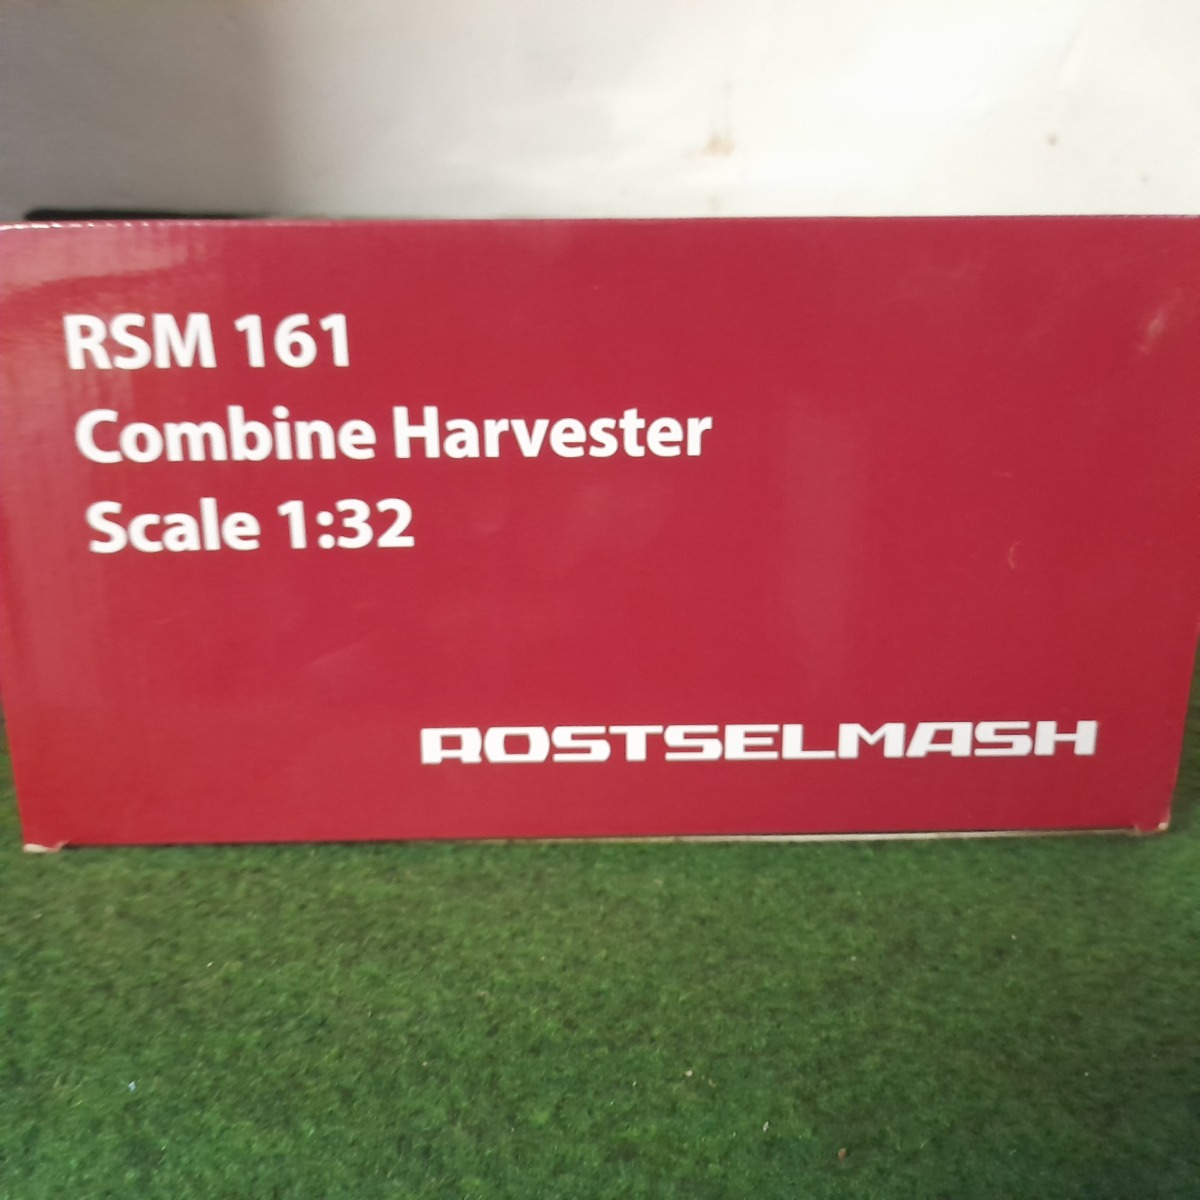 RSM 161
Combine Harvester
Scale 1:32
ROSTSELMASH